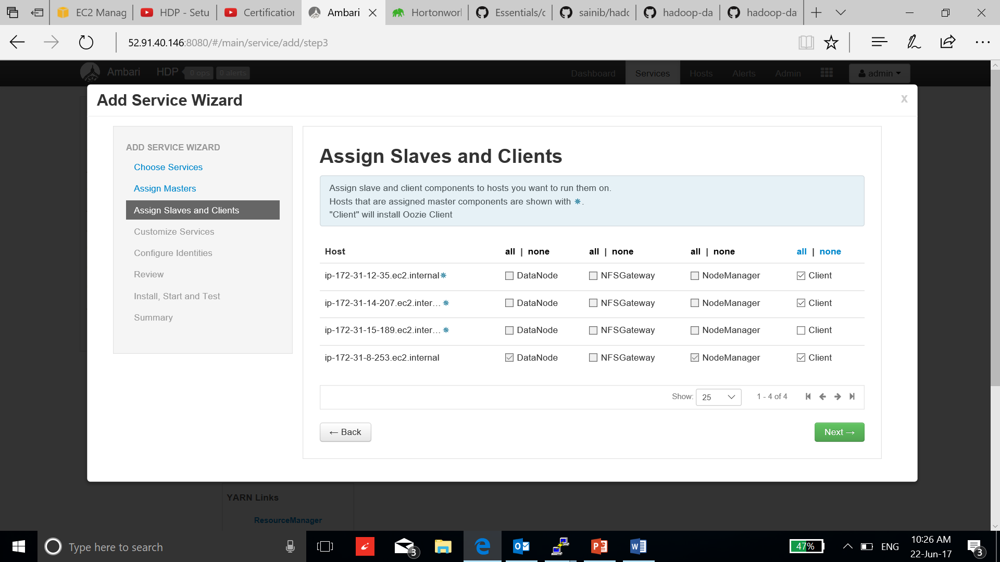 EC2 Manag
HDP - Setu
Certification
Ambari
Hortonwor
Essentials/c
sainib/hadc
hadoop-da
hadoop-da
52.91.40.146:8080/#/main/service/add/step3
Ambari HDP 0 ops 0 alerts Dashboard Services Hosts Alerts Admin admin
Add Service Wizard
X
ADD SERVICE WIZARD
Choose Services
Assign Masters
Assign Slaves and Clients
Customize Services
Configure Identities
Review
Install, Start and Test
Summary
Assign Slaves and Clients
Assign slave and client components to hosts you want to run them on.
Hosts that are assigned master components are shown with ✵.
"Client" will install Oozie Client
Host all | none all | none all | none all | none
ip-172-31-12-35.ec2.internal✵ DataNode NFSGateway NodeManager Client
ip-172-31-14-207.ec2.inter... ✵ DataNode NFSGateway NodeManager Client
ip-172-31-15-189.ec2.inter... ✵ DataNode NFSGateway NodeManager Client
ip-172-31-8-253.ec2.internal DataNode NFSGateway NodeManager Client
Show: 25 1 - 4 of 4
← Back
Next →
YARN Links
ResourceManager
Type here to search
3
47%
ENG
10:26 AM
22-Jun-17
3